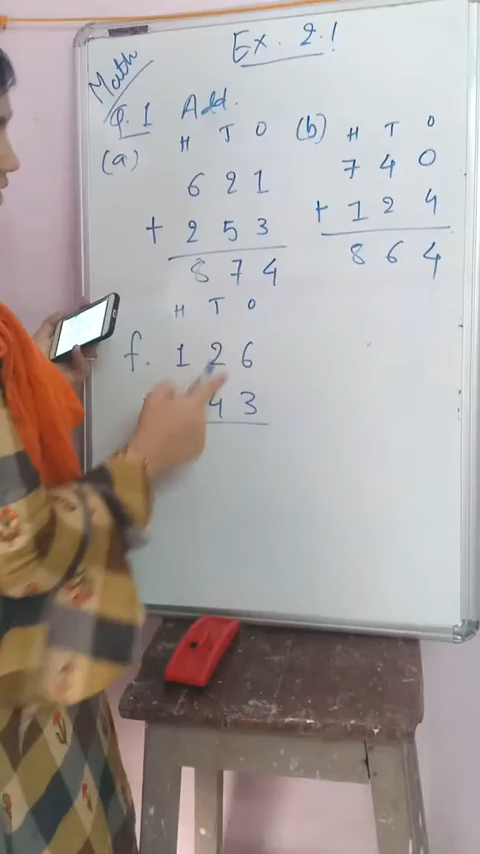 Math
Ex. 2.1
Q.1 Add.
(a)
H T O
6 2 1
+ 2 5 3
8 7 4
(b)
H T O
7 4 0
+ 1 2 4
8 6 4
H T O
f. 1 2 6
4 3